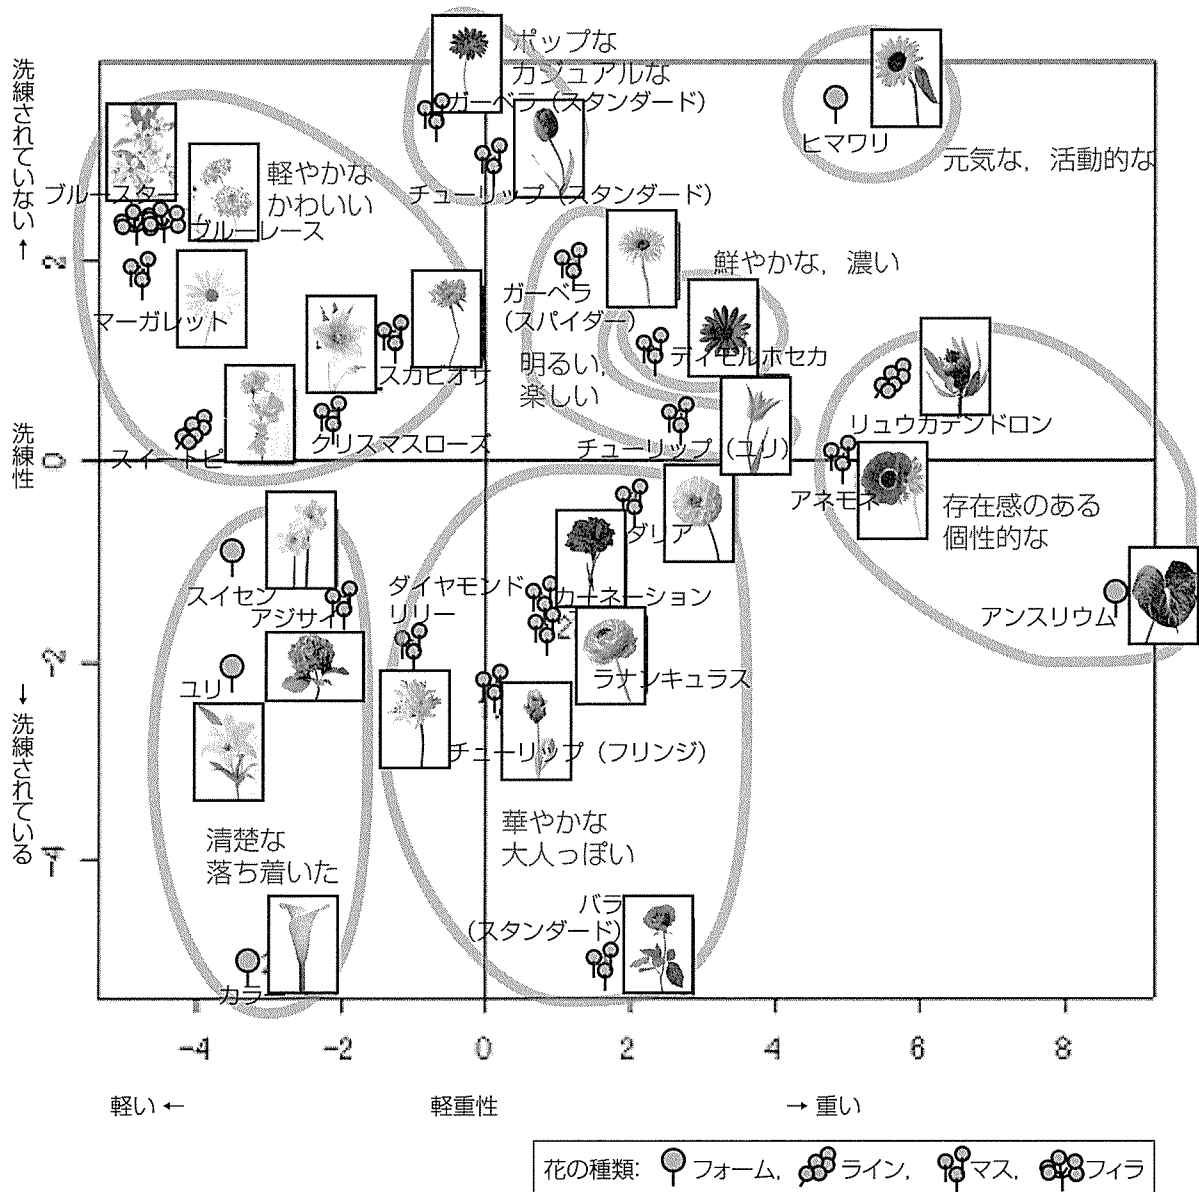 ポップな
カジュアルな
ガーベラ（スタンダード）
チューリップ（スタンダード）
ヒマワリ
元気な，活動的な
軽やかな
かわいい
ブルースター
ブルーレース
マーガレット
スカビオサ
クリスマスローズ
スイートピ
ガーベラ
（スパイダー）
鮮やかな，濃い
ディモルホセカ
明るい，
楽しい
チューリップ（ユリ）
リュウカデンドロン
アネモネ
存在感のある
個性的な
アンスリウム
スイセン
アジサイ
ユリ
清楚な
落ち着いた
カラー
ダリア
ダイヤモンド
リリー
カーネーション
ラナンキュラス
チューリップ（フリンジ）
華やかな
大人っぽい
バラ
（スタンダード）
洗練されていない→
洗練性
←洗練されている
2
0
-2
-4
-4
-2
0
2
4
6
8
軽い←
軽重性
→重い
花の種類: フォーム, ライン, マス, フィラ